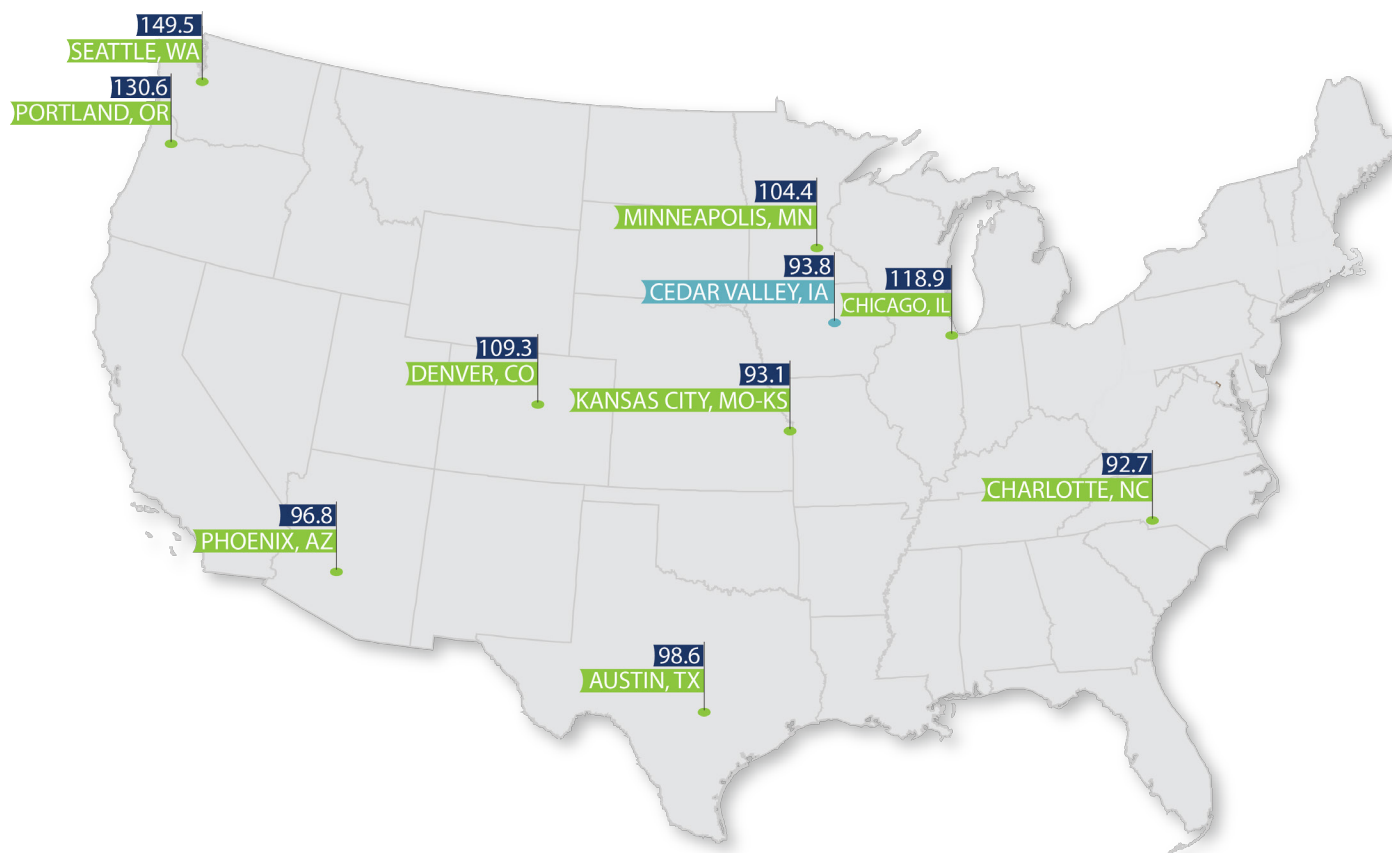 149.5
SEATTLE, WA
130.6
PORTLAND, OR
104.4
MINNEAPOLIS, MN
93.8
CEDAR VALLEY, IA
118.9
CHICAGO, IL
109.3
DENVER, CO
93.1
KANSAS CITY, MO-KS
92.7
CHARLOTTE, NC
96.8
PHOENIX, AZ
98.6
AUSTIN, TX